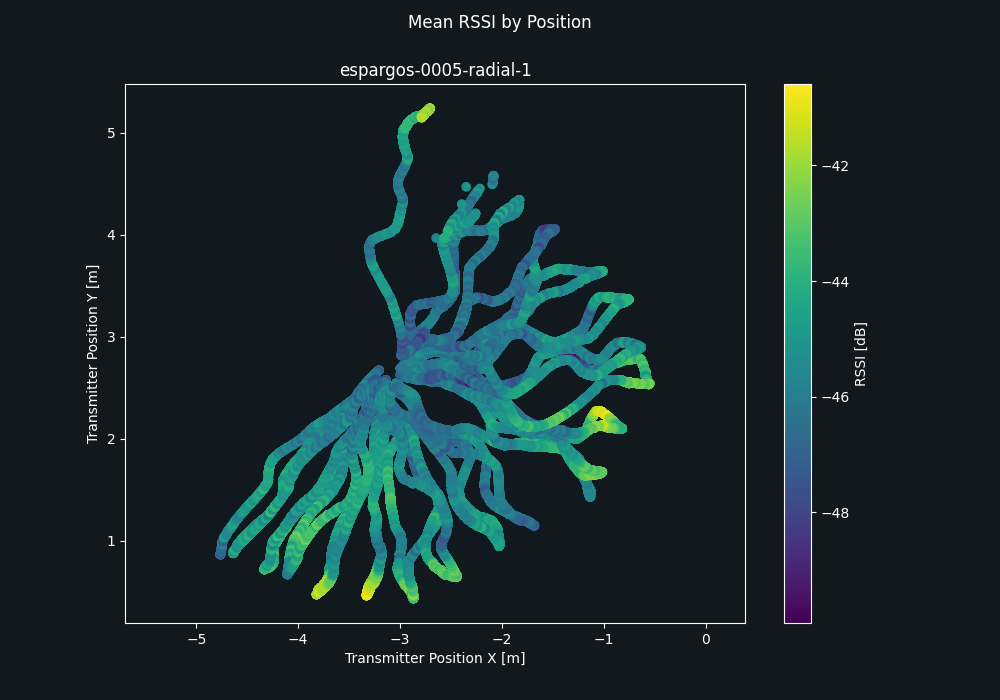 Mean RSSI by Position
espargos-0005-radial-1
Transmitter Position Y [m]
5
4
3
2
1
−5 −4 −3 −2 −1 0
Transmitter Position X [m]
−42
−44
−46
−48
RSSI [dB]